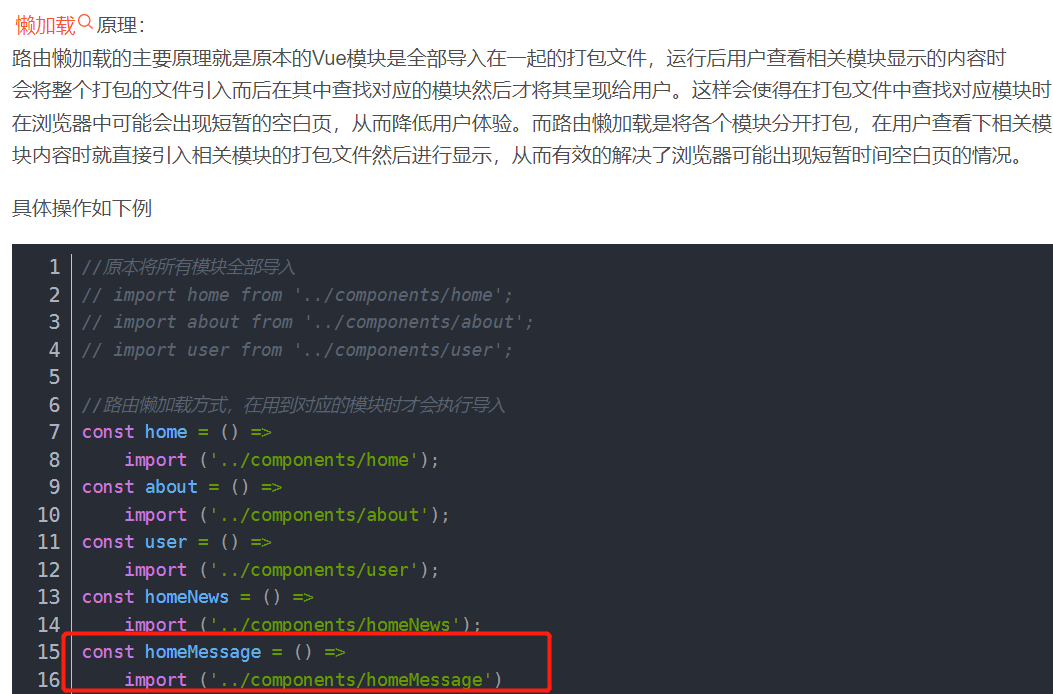 懒加载原理：
路由懒加载的主要原理就是原本的Vue模块是全部导入在一起的打包文件，运行后用户查看相关模块显示的内容时
会将整个打包的文件引入而后在其中查找对应的模块然后才将其呈现给用户。这样会使得在打包文件中查找对应模块时
在浏览器中可能会出现短暂的空白页，从而降低用户体验。而路由懒加载是将各个模块分开打包，在用户查看下相关模
块内容时就直接引入相关模块的打包文件然后进行显示，从而有效的解决了浏览器可能出现短暂时间空白页的情况。
具体操作如下例
1 //原本将所有模块全部导入
2 // import home from '../components/home';
3 // import about from '../components/about';
4 // import user from '../components/user';
5
6 //路由懒加载方式，在用到对应的模块时才会执行导入
7 const home = () =>
8     import ('../components/home');
9 const about = () =>
10     import ('../components/about');
11 const user = () =>
12     import ('../components/user');
13 const homeNews = () =>
14     import ('../components/homeNews');
15 const homeMessage = () =>
16     import ('../components/homeMessage')